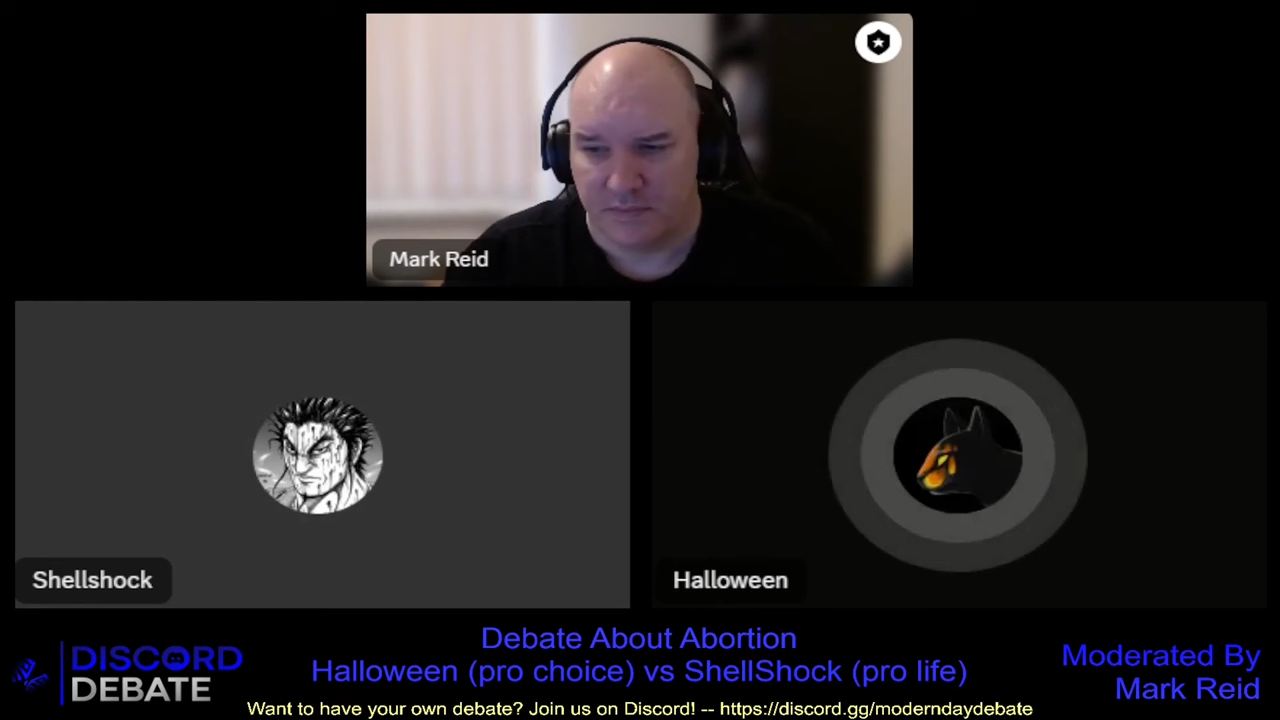 Mark Reid
Shellshock
Halloween
DISCORD
DEBATE
Debate About Abortion
Halloween (pro choice) vs ShellShock (pro life)
Moderated By
Mark Reid
Want to have your own debate? Join us on Discord! -- https://discord.gg/moderndaydebate